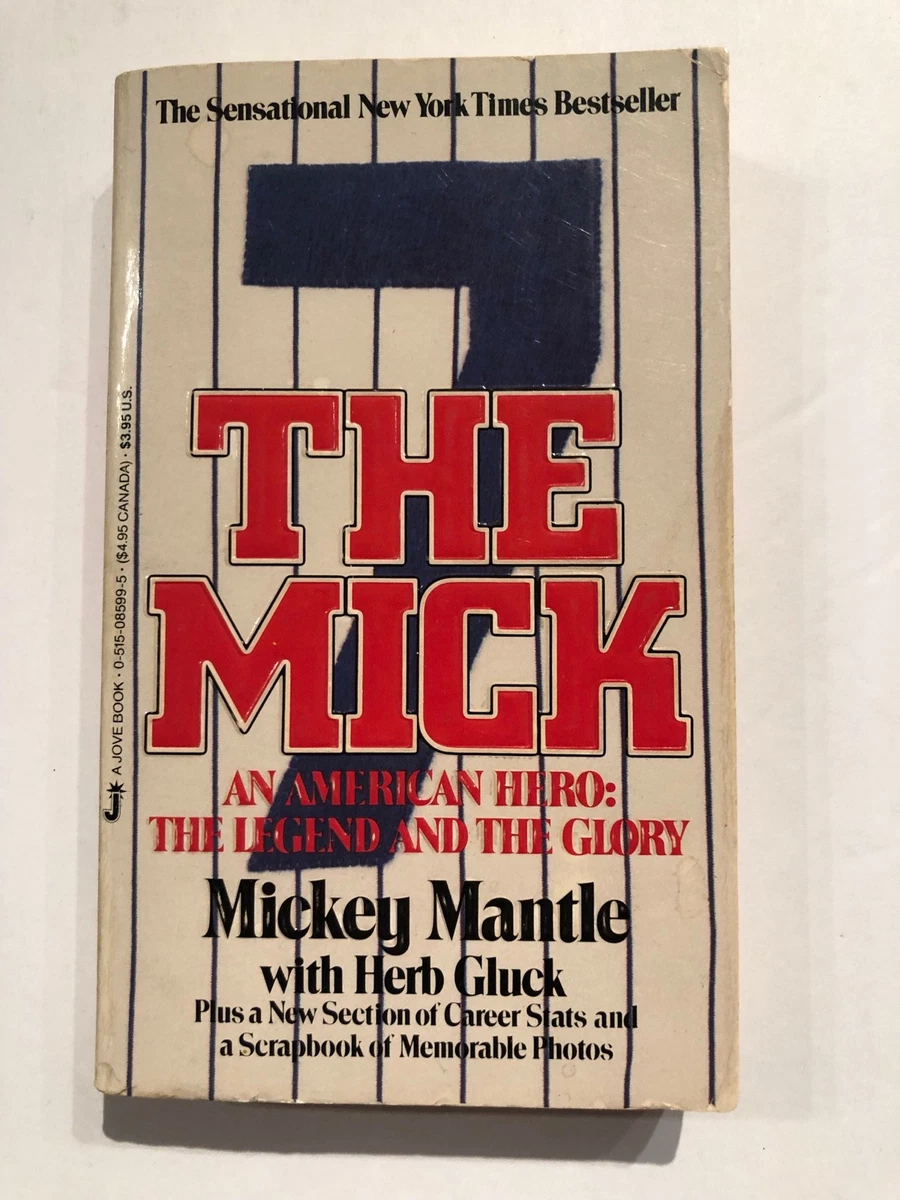 The Sensational New York Times Bestseller
7
THE
MICK
AN AMERICAN HERO:
THE LEGEND AND THE GLORY
Mickey Mantle
with Herb Gluck
Plus a New Section of Career Stats and
a Scrapbook of Memorable Photos
A JOVE BOOK • 0-515-08599-5 • ($4.95 CANADA) • $3.95 U.S.